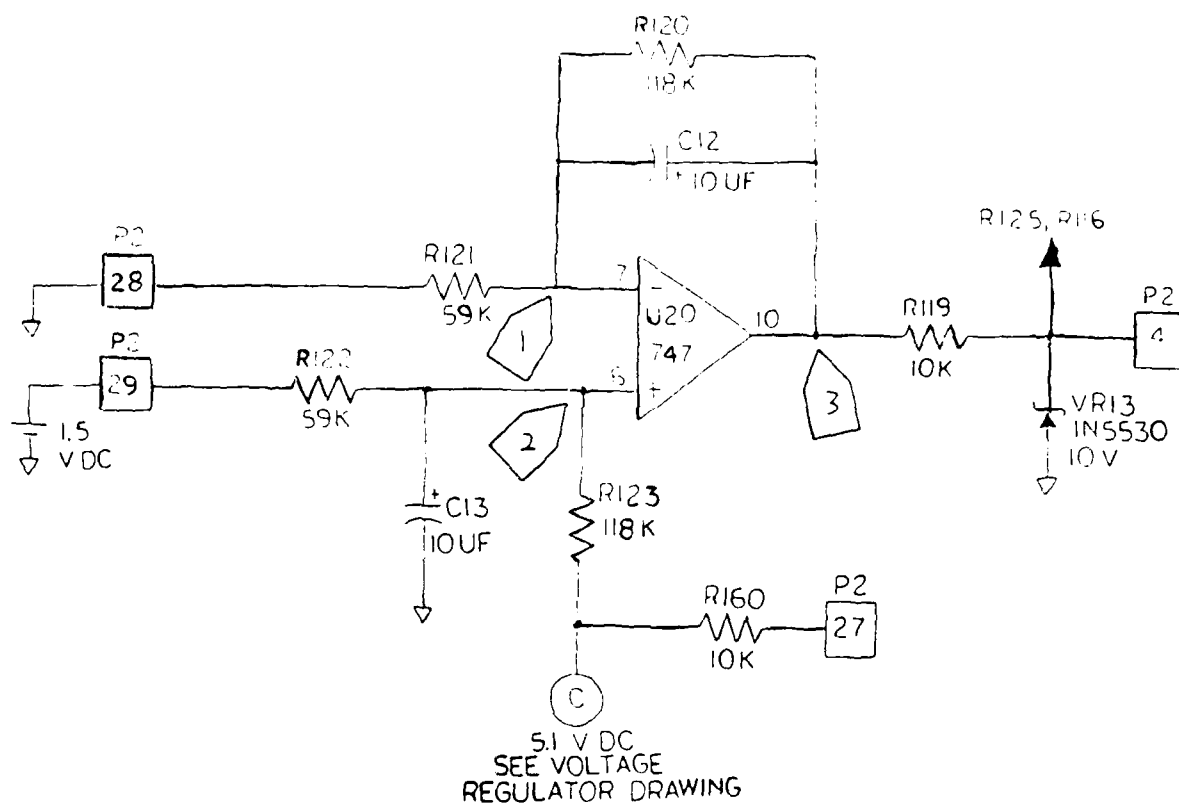 R120
118K
C12
+ 10 UF
R125, R116
P2
28
R121
59K
7
-
U20
747
10
R119
10K
P2
4
1
P2
29
R122
59K
6
+
2
3
1.5
V DC
VR13
1N5530
10V
+
C13
10UF
R123
118K
R160
10K
P2
27
C
5.1 V DC
SEE VOLTAGE
REGULATOR DRAWING